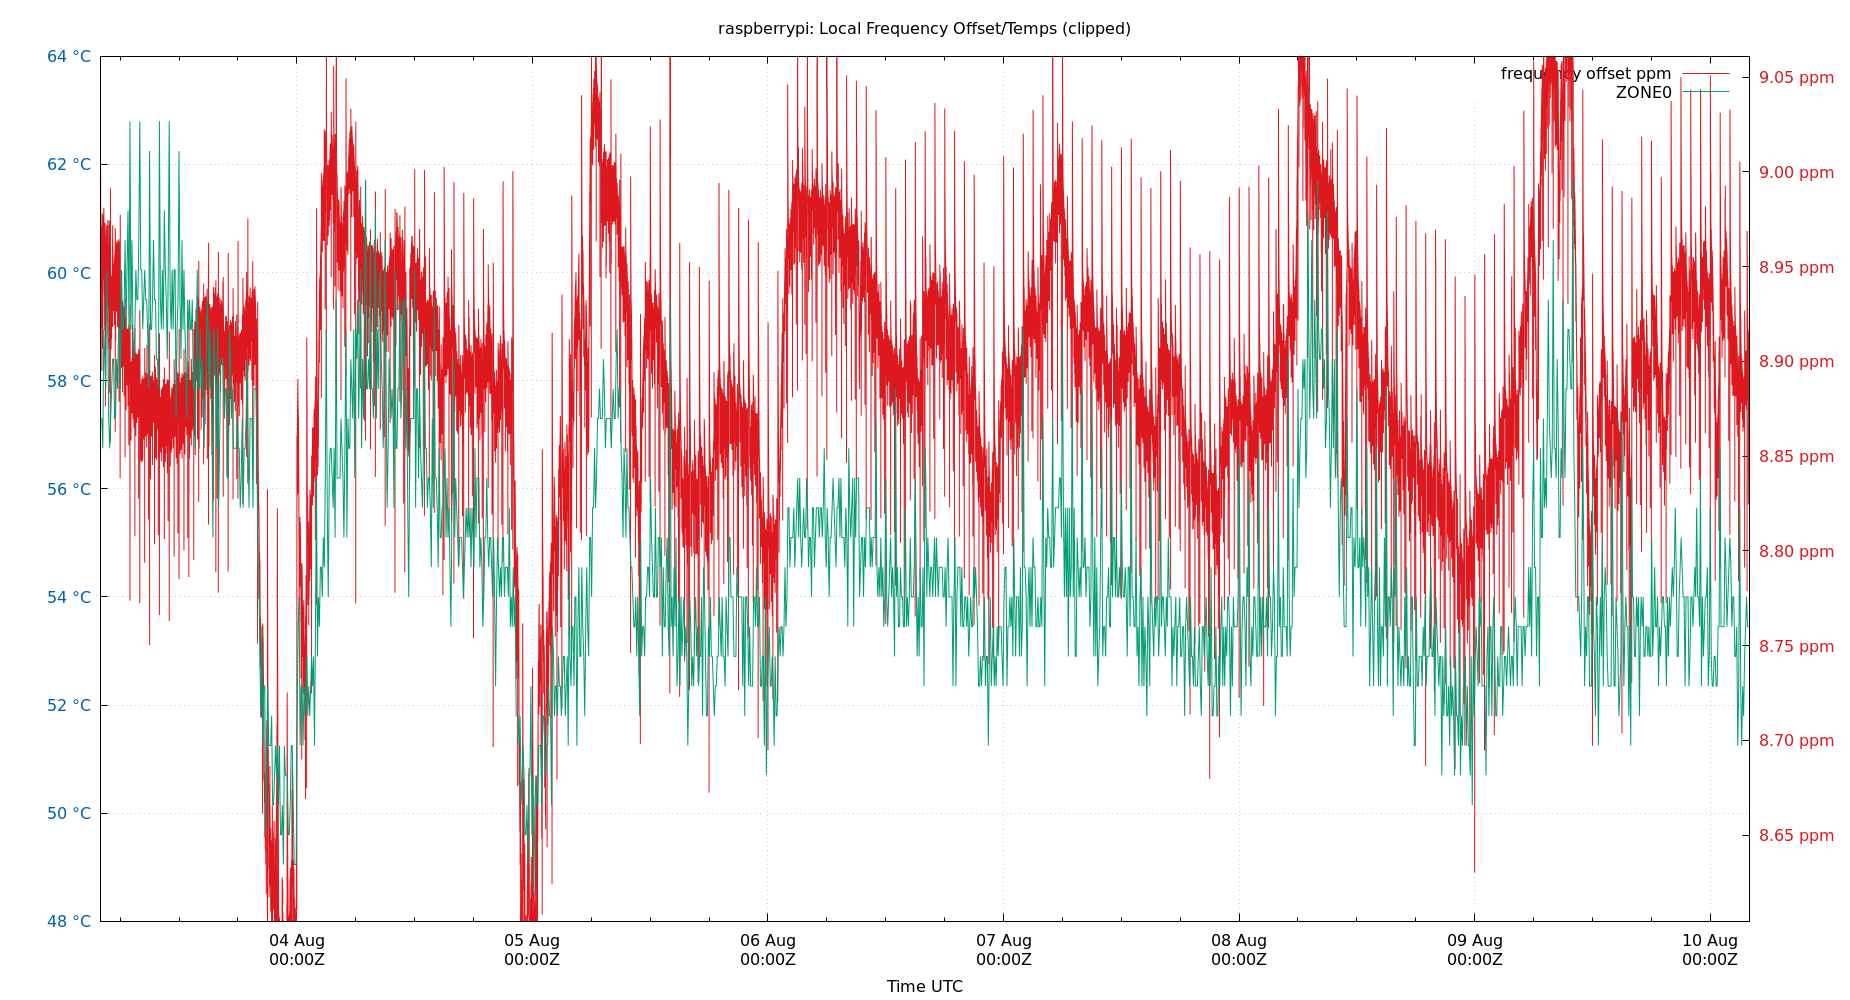 raspberrypi: Local Frequency Offset/Temps (clipped)
64 °C
62 °C
60 °C
58 °C
56 °C
54 °C
52 °C
50 °C
48 °C
frequency offset ppm
ZONE0
9.05 ppm
9.00 ppm
8.95 ppm
8.90 ppm
8.85 ppm
8.80 ppm
8.75 ppm
8.70 ppm
8.65 ppm
04 Aug
00:00Z
05 Aug
00:00Z
06 Aug
00:00Z
07 Aug
00:00Z
08 Aug
00:00Z
09 Aug
00:00Z
10 Aug
00:00Z
Time UTC